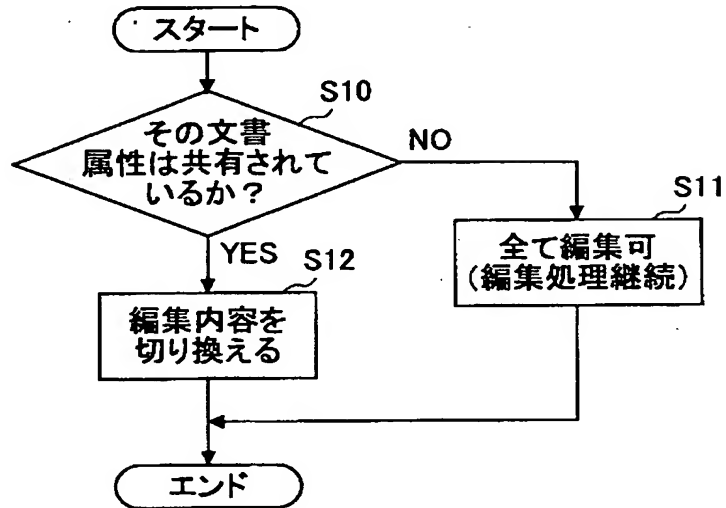 スタート
S10
その文書
属性は共有されて
いるか？
NO
YES
S11
全て編集可
(編集処理継続)
S12
編集内容を
切り換える
エンド